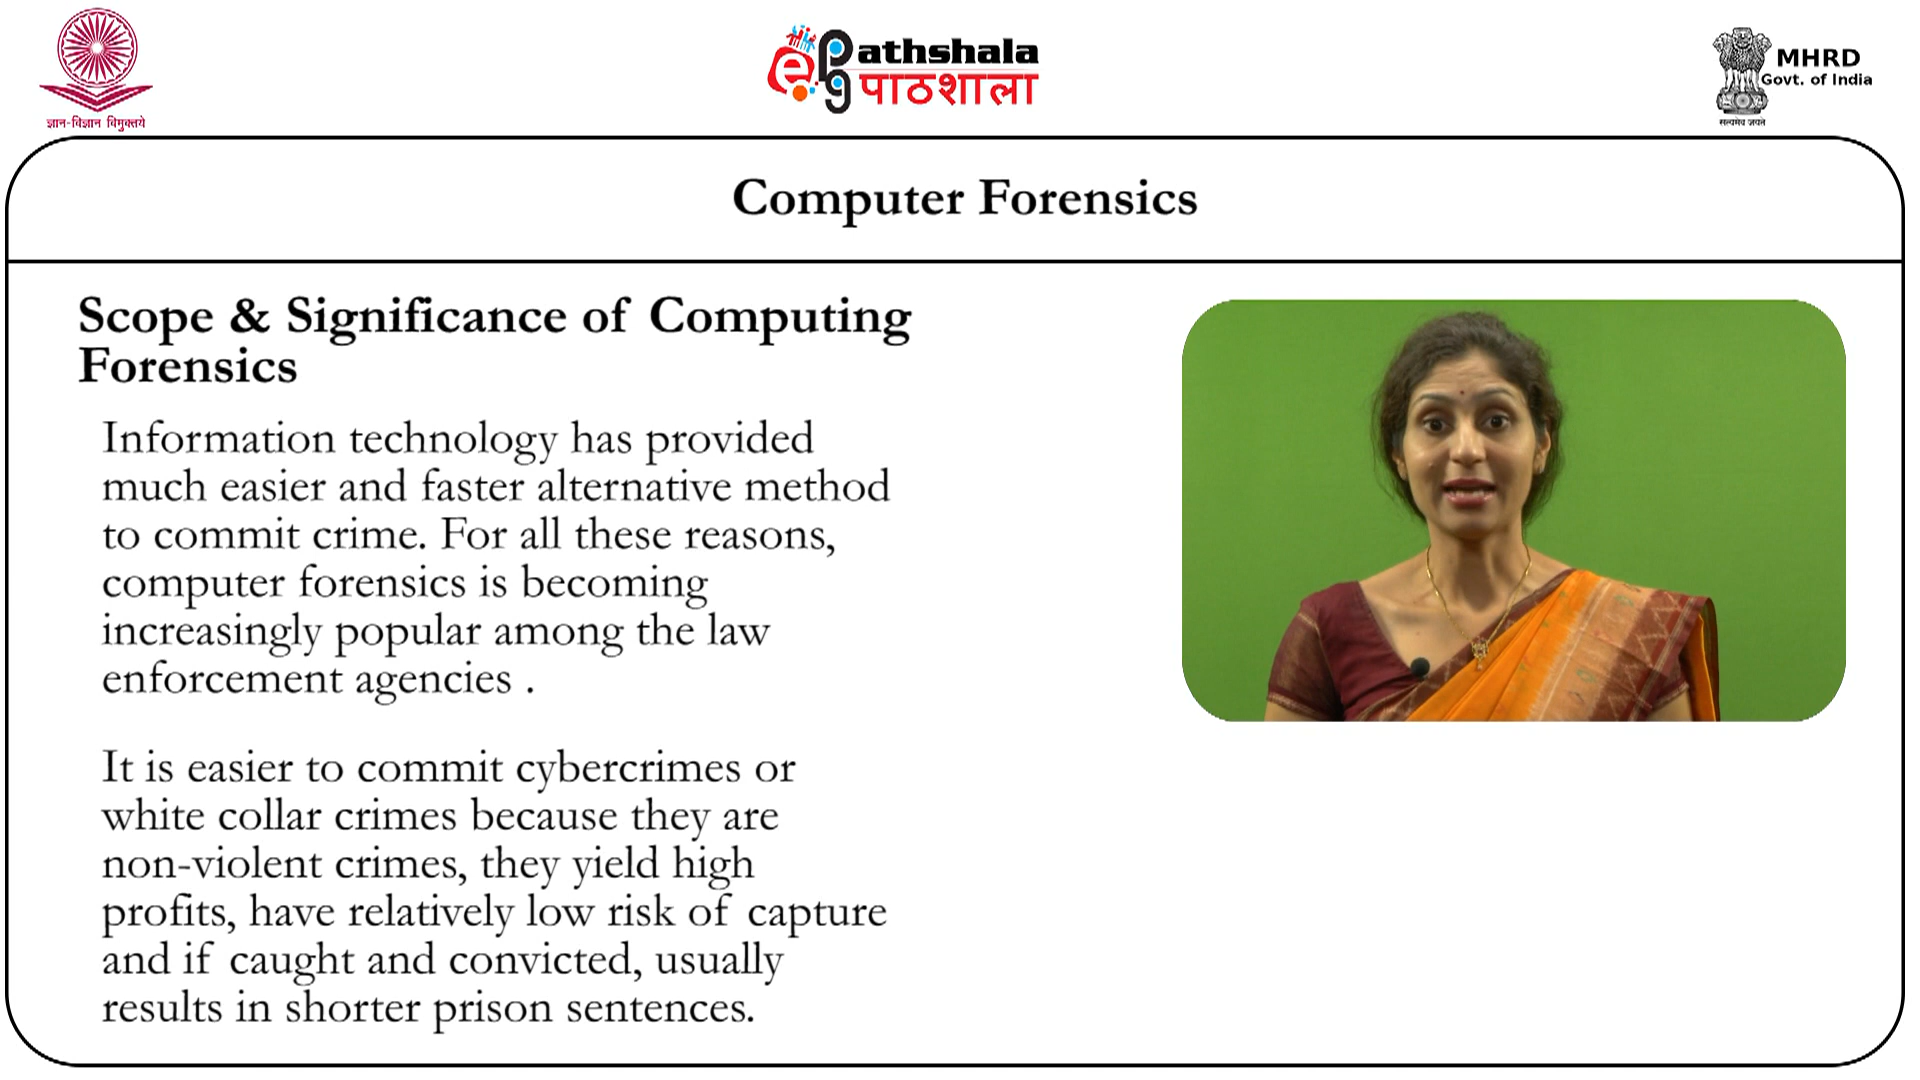 ज्ञान-विज्ञान विमुक्तये
ePathshala
पाठशाला
MHRD
Govt. of India
सत्यमेव जयते
Computer Forensics
Scope & Significance of Computing
Forensics
Information technology has provided
much easier and faster alternative method
to commit crime. For all these reasons,
computer forensics is becoming
increasingly popular among the law
enforcement agencies .
It is easier to commit cybercrimes or
white collar crimes because they are
non-violent crimes, they yield high
profits, have relatively low risk of capture
and if caught and convicted, usually
results in shorter prison sentences.